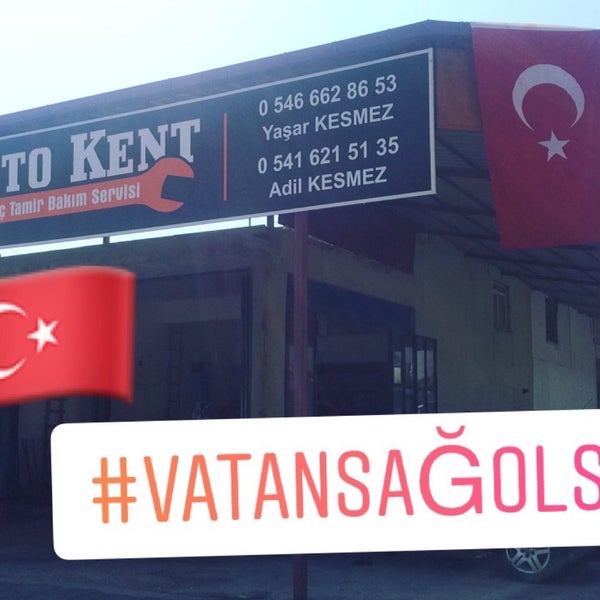 TO KENT
ç Tamir Bakım Servisi
0 546 662 86 53
Yaşar KESMEZ
0 541 621 51 35
Adil KESMEZ
#VATANSAĞOLS